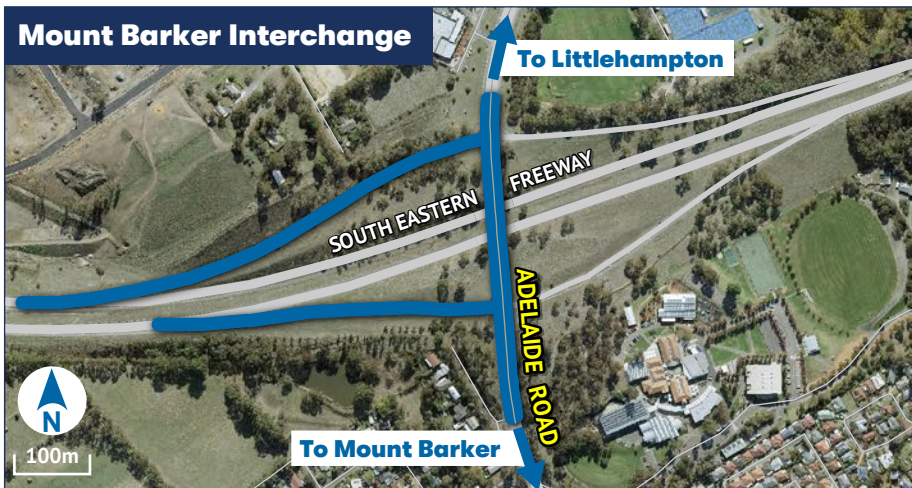 Mount Barker Interchange
To Littlehampton
SOUTH EASTERN FREEWAY
ADELAIDE ROAD
To Mount Barker
N
100m